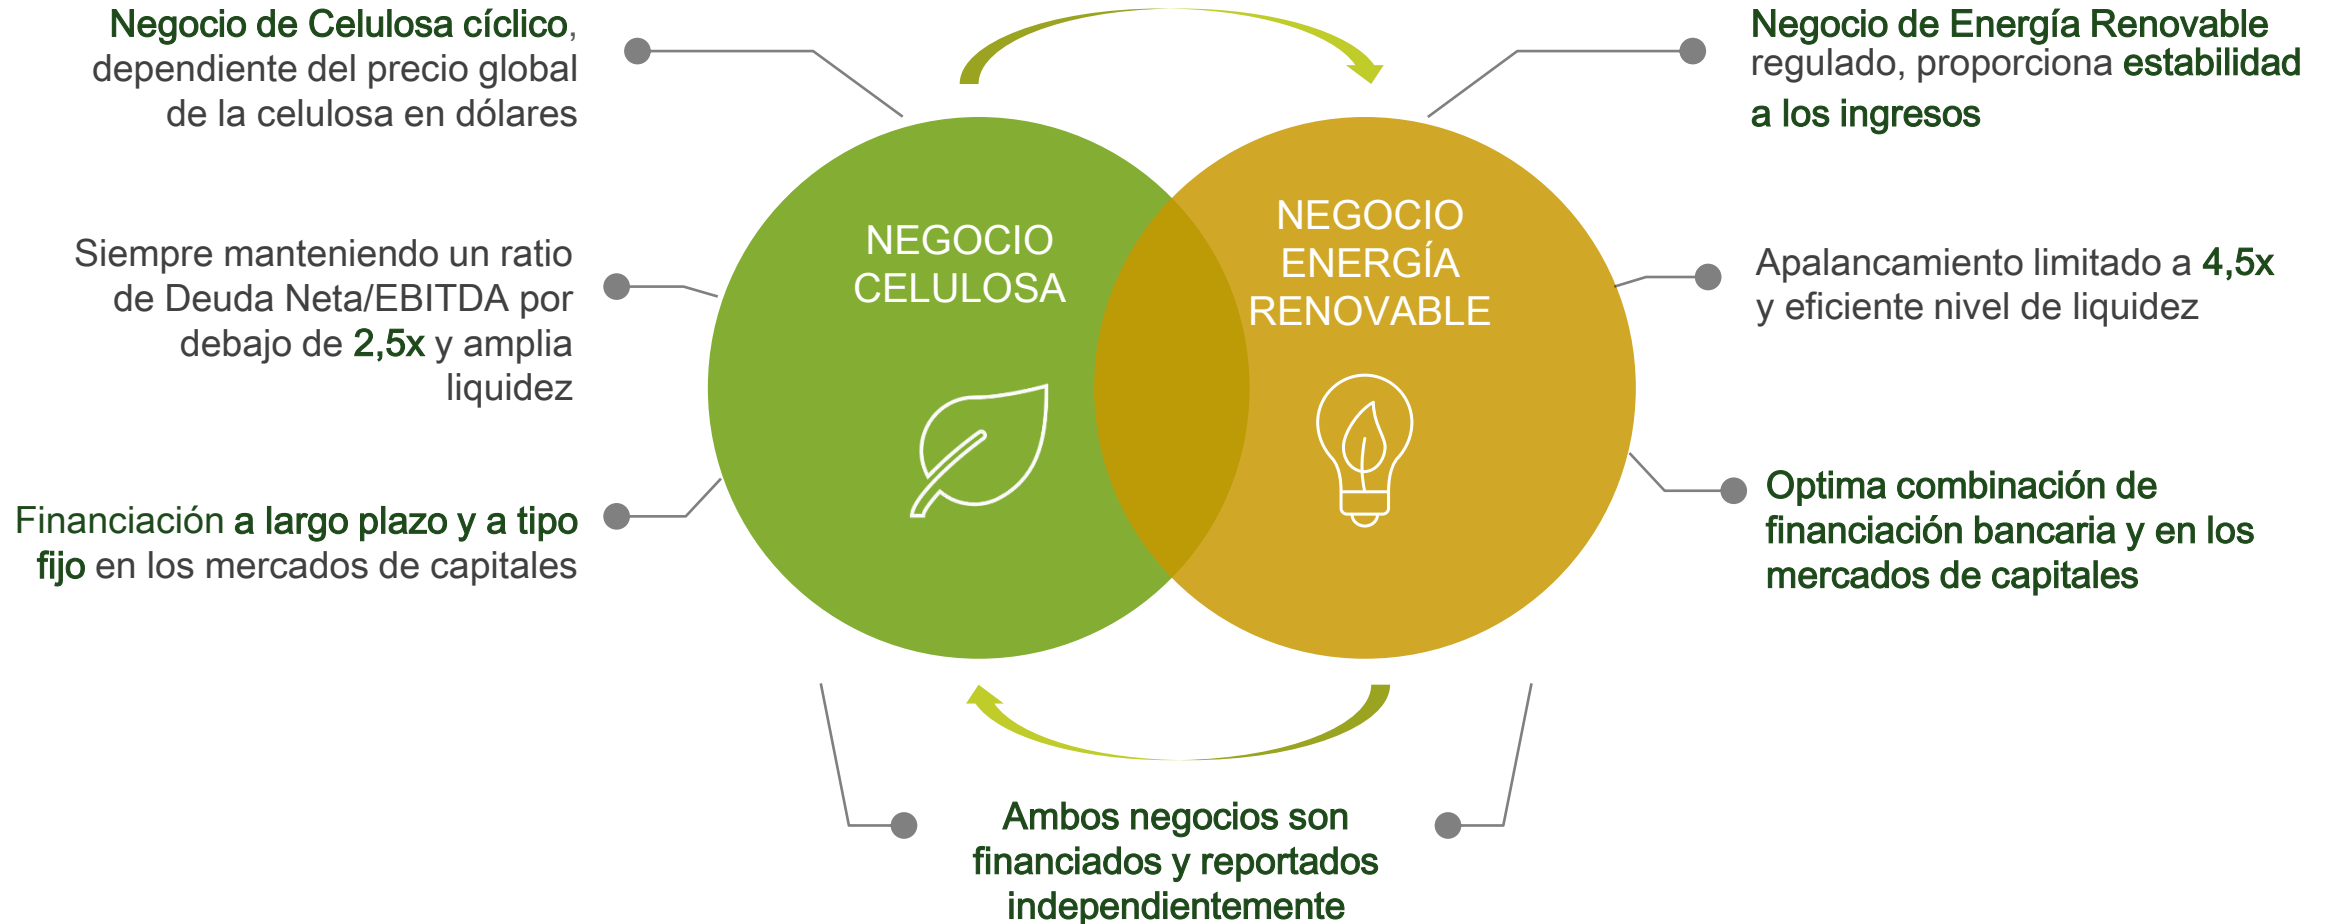 Negocio de Celulosa cíclico,
dependiente del precio global
de la celulosa en dólares
Siempre manteniendo un ratio
de Deuda Neta/EBITDA por
debajo de 2,5x y amplia
liquidez
Financiación a largo plazo y a tipo
fijo en los mercados de capitales
NEGOCIO
CELULOSA
NEGOCIO
ENERGÍA
RENOVABLE
Negocio de Energía Renovable
regulado, proporciona estabilidad
a los ingresos
Apalancamiento limitado a 4,5x
y eficiente nivel de liquidez
Optima combinación de
financiación bancaria y en los
mercados de capitales
Ambos negocios son
financiados y reportados
independientemente